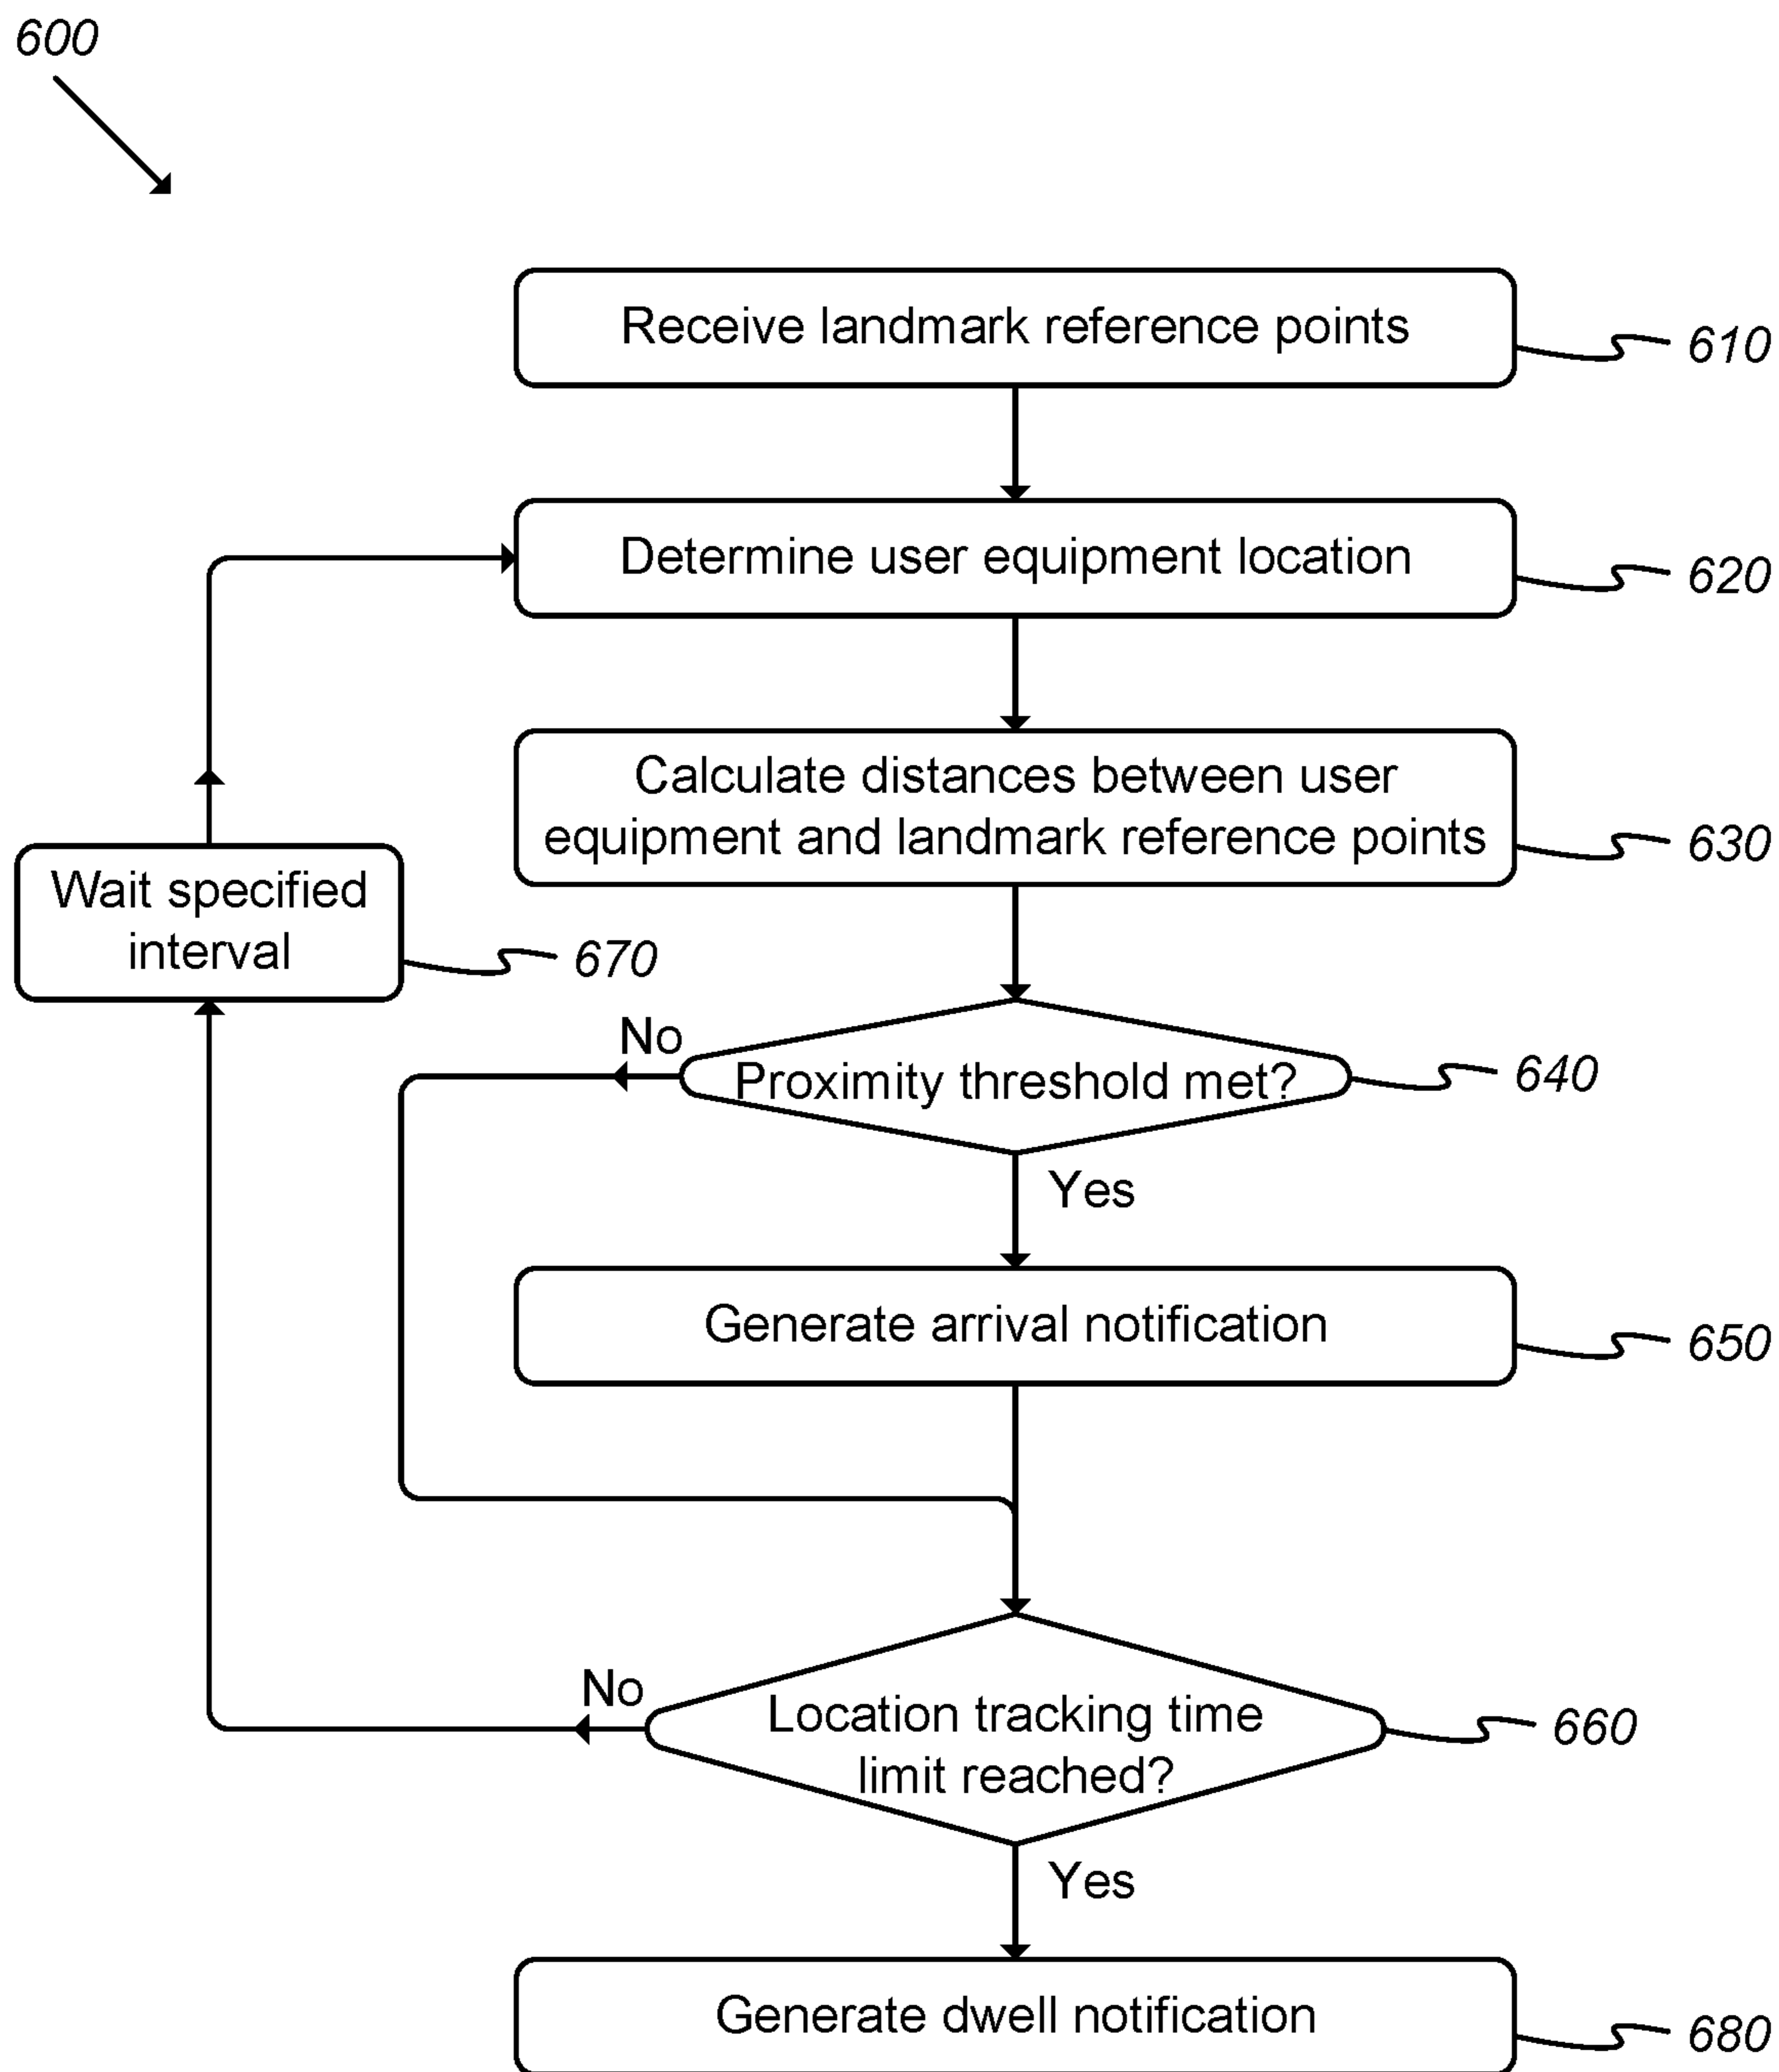 600
Receive landmark reference points
610
Determine user equipment location
620
Calculate distances between user
equipment and landmark reference points
630
Wait specified
interval
670
No
Proximity threshold met?
640
Yes
Generate arrival notification
650
No
Location tracking time
limit reached?
660
Yes
Generate dwell notification
680